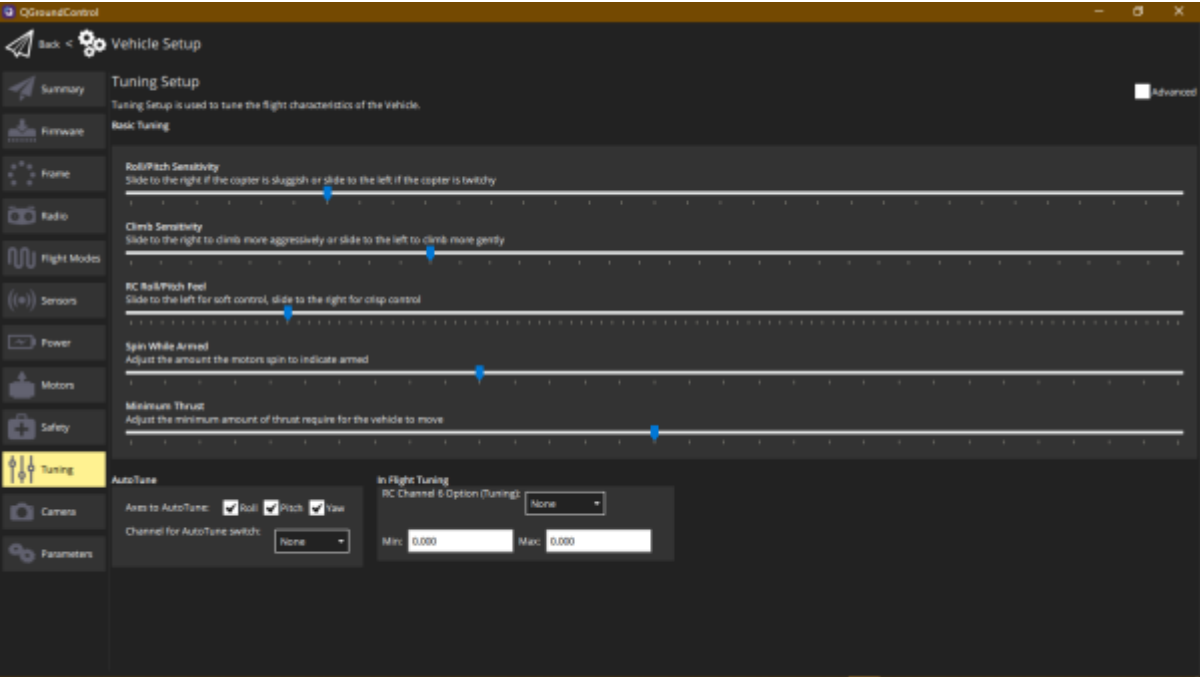 QGroundControl
Back < Vehicle Setup
Summary
Firmware
Frame
Radio
Flight Modes
Sensors
Power
Motors
Safety
Tuning
Camera
Parameters
Tuning Setup
Advanced
Tuning Setup is used to tune the flight characteristics of the Vehicle.
Basic Tuning
Roll/Pitch Sensitivity
Slide to the right if the copter is sluggish or slide to the left if the copter is twitchy
Climb Sensitivity
Slide to the right to climb more aggressively or slide to the left to climb more gently
RC Roll/Pitch Feel
Slide to the left for soft control, slide to the right for crisp control
Spin While Armed
Adjust the amount the motors spin to indicate armed
Minimum Thrust
Adjust the minimum amount of thrust require for the vehicle to move
AutoTune
Axes to AutoTune: Roll Pitch Yaw
Channel for AutoTune switch: None
In Flight Tuning
RC Channel 6 Option (Tuning): None
Min: 0.000 Max: 0.000